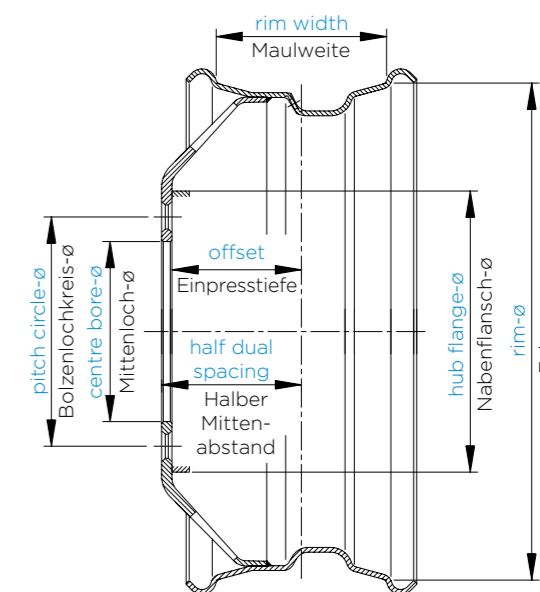 rim width
Maulweite
offset
Einpresstiefe
half dual
spacing
Halber
Mitten-
abstand
pitch circle-ø
Bolzenlochkreis-ø
centre bore-ø
Mittenloch-ø
hub flange-ø
Nabenflansch-ø
rim-ø